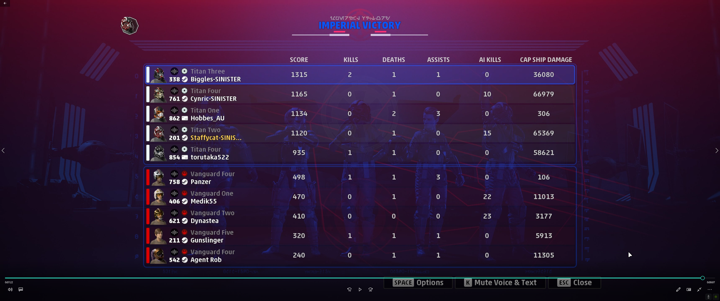 IMPERIAL VICTORY
SCORE KILLS DEATHS ASSISTS AI KILLS CAP SHIP DAMAGE
Titan Three
338 Biggles-SINISTER 1315 2 1 1 0 36080
Titan Four
761 Cynric-SINISTER 1165 0 1 0 10 66979
Titan One
862 Hobbes_AU 1134 0 2 3 0 306
Titan Two
201 Staffycat-SINIS... 1120 0 1 0 15 65369
Titan Four
854 torutaka522 935 1 1 0 0 58621
Vanguard Four
758 Panzer 498 1 1 3 0 106
Vanguard One
406 Medik55 470 0 1 0 22 11013
Vanguard Two
621 Dynastea 410 0 0 0 23 3177
Vanguard Five
211 Gunslinger 320 1 1 1 0 5913
Vanguard Four
542 Agent Rob 240 0 1 1 0 11305
SPACE Options K Mute Voice & Text ESC Close